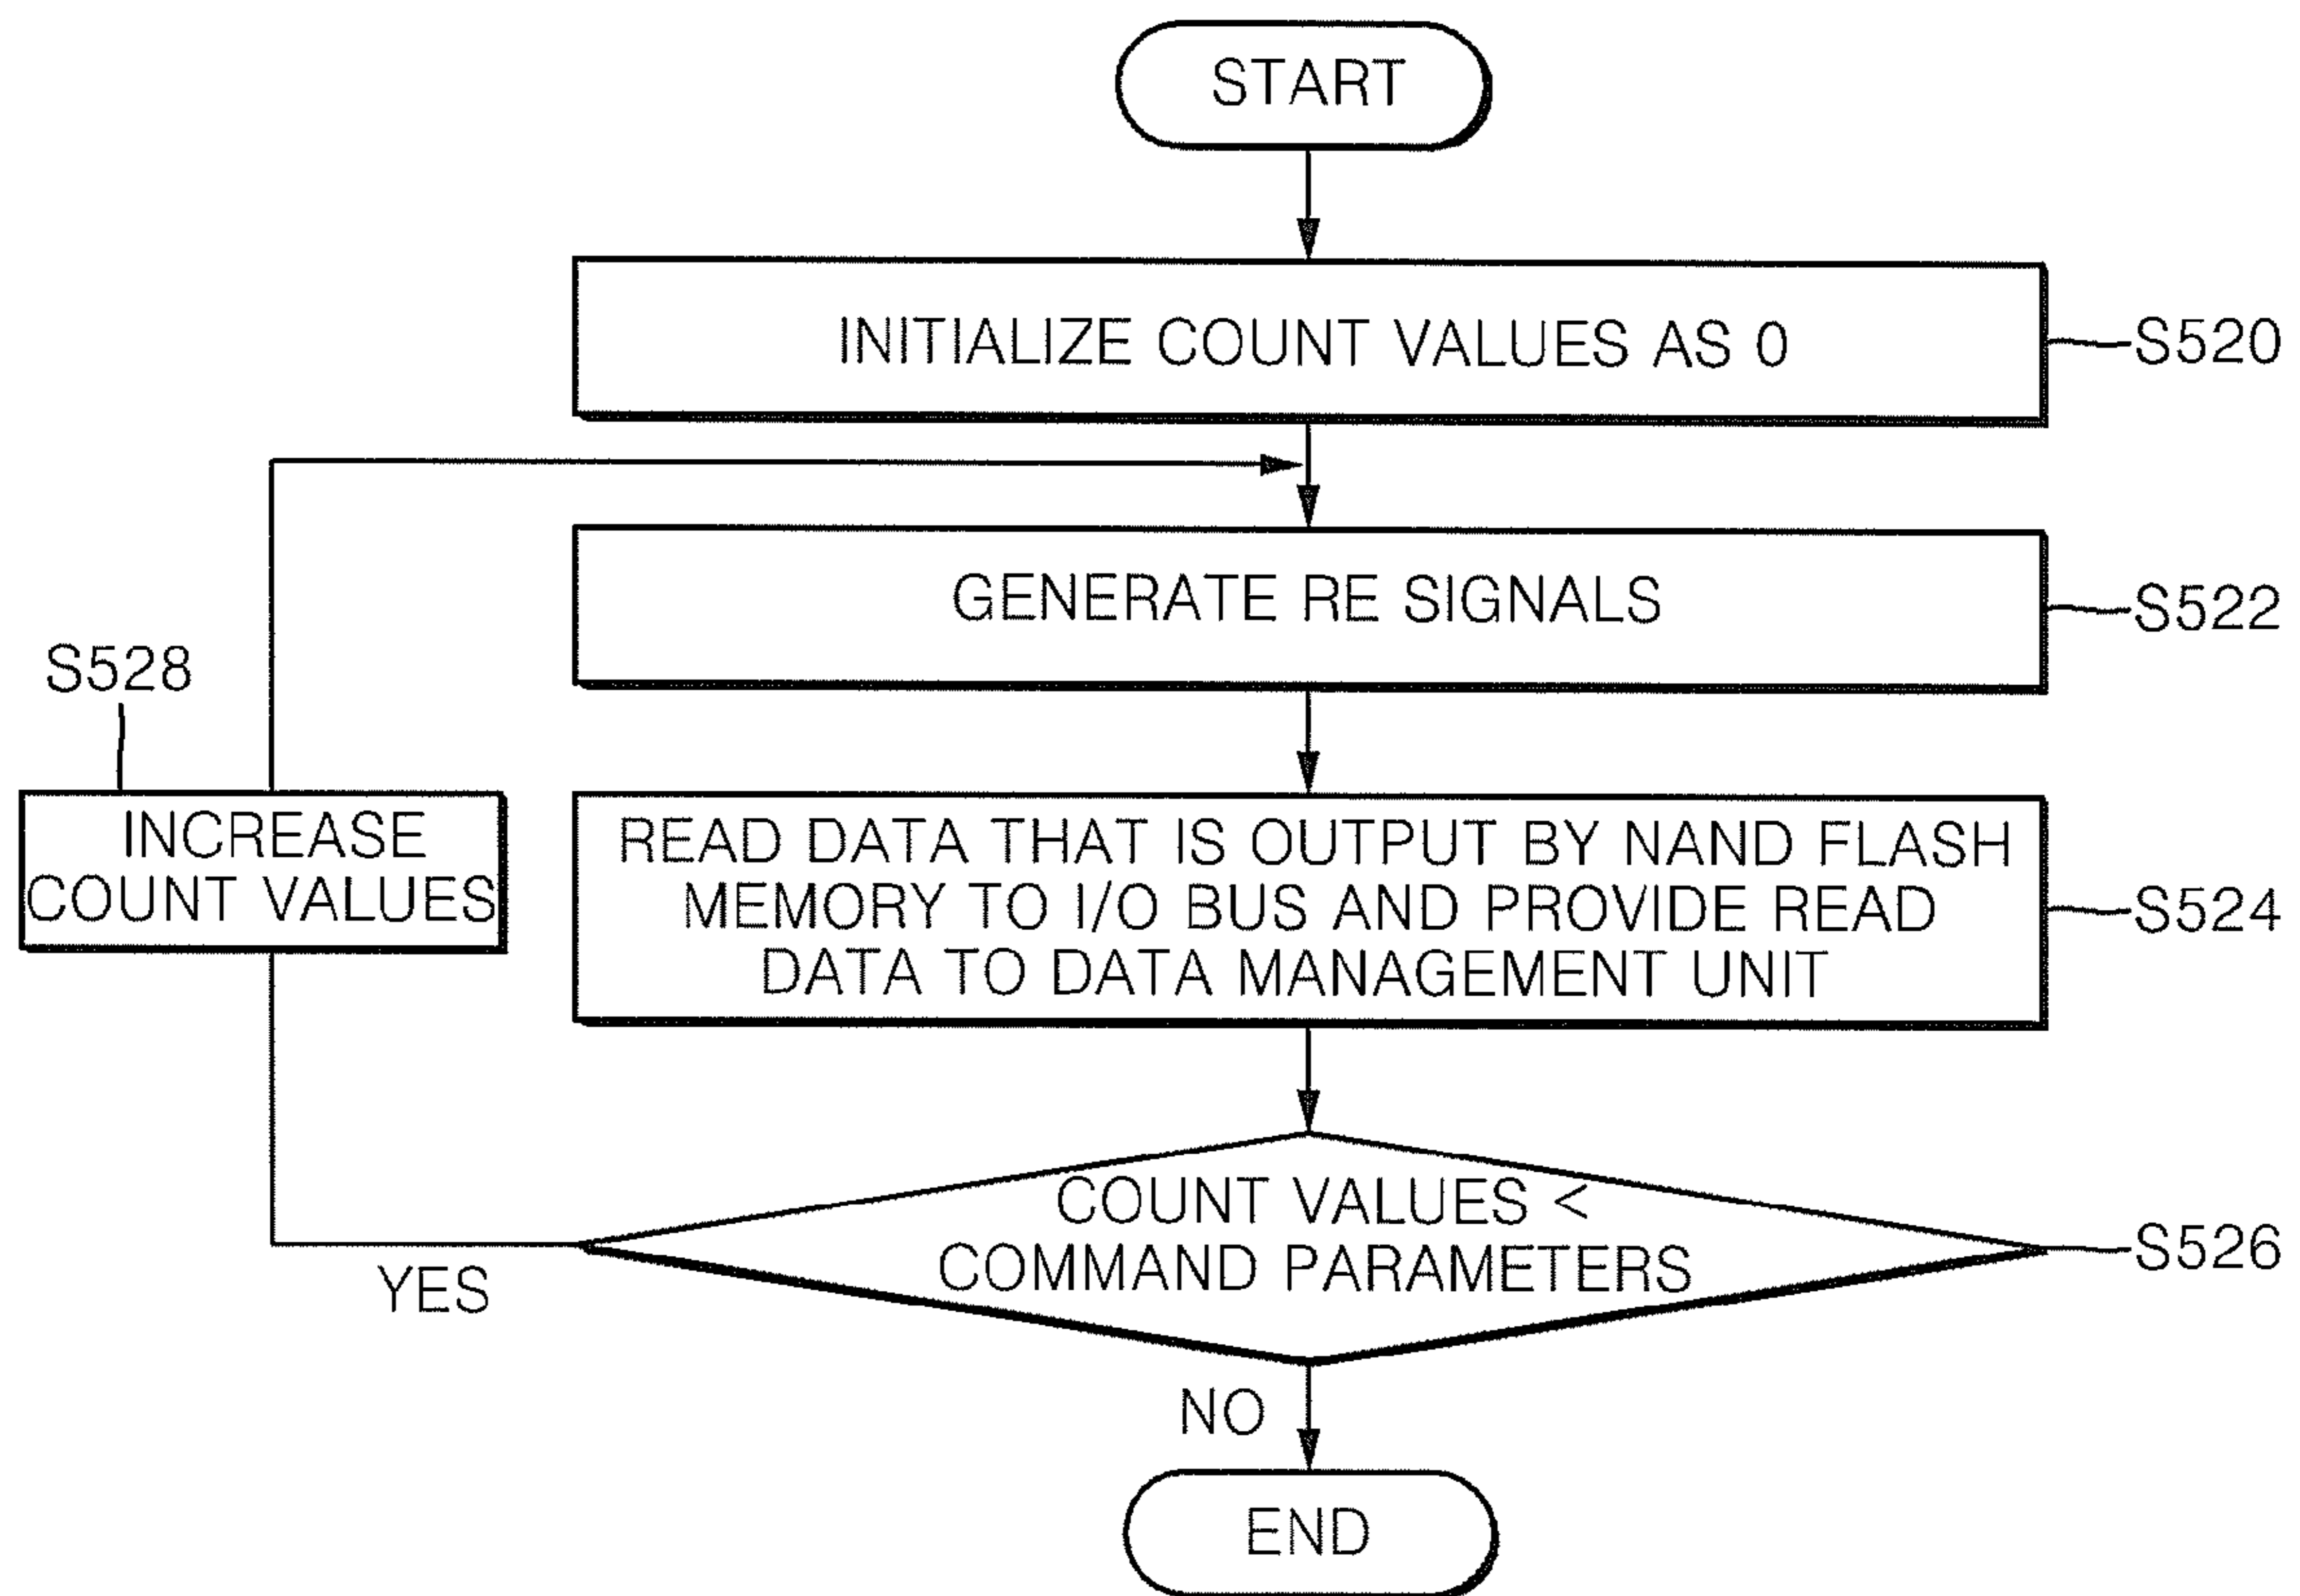 START
INITIALIZE COUNT VALUES AS 0
S520
GENERATE RE SIGNALS
S522
S528
INCREASE
COUNT VALUES
READ DATA THAT IS OUTPUT BY NAND FLASH
MEMORY TO I/O BUS AND PROVIDE READ
DATA TO DATA MANAGEMENT UNIT
S524
COUNT VALUES <
COMMAND PARAMETERS
S526
YES
NO
END